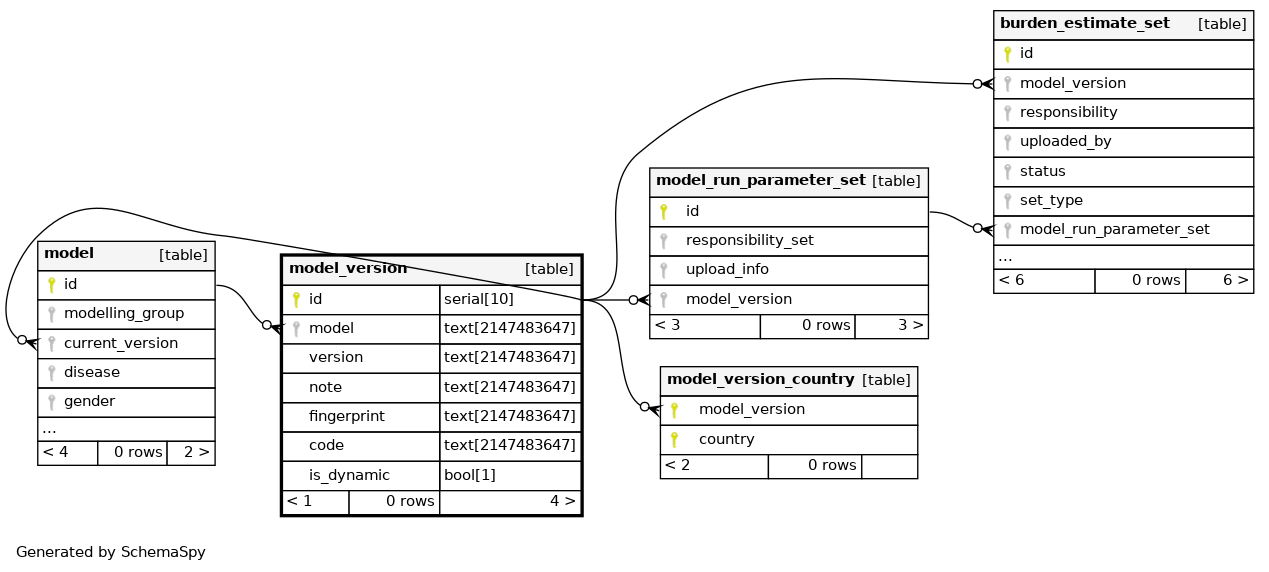 burden_estimate_set [table]
id
model_version
responsibility
uploaded_by
status
set_type
model_run_parameter_set
...
< 6 0 rows 6 >
model_run_parameter_set [table]
id
responsibility_set
upload_info
model_version
< 3 0 rows 3 >
model [table]
id
modelling_group
current_version
disease
gender
...
< 4 0 rows 2 >
model_version [table]
id serial[10]
model text[2147483647]
version text[2147483647]
note text[2147483647]
fingerprint text[2147483647]
code text[2147483647]
is_dynamic bool[1]
< 1 0 rows 4 >
model_version_country [table]
model_version
country
< 2 0 rows
Generated by SchemaSpy